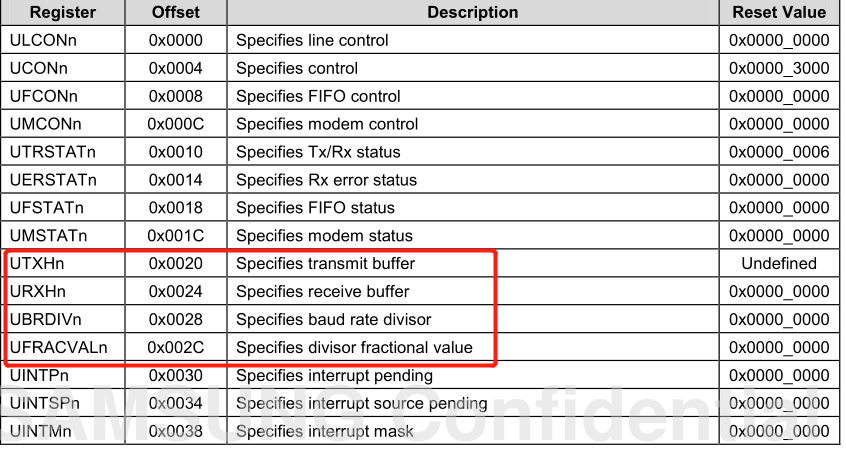 Register Offset Description Reset Value
ULCONn 0x0000 Specifies line control 0x0000_0000
UCONn 0x0004 Specifies control 0x0000_3000
UFCONn 0x0008 Specifies FIFO control 0x0000_0000
UMCONn 0x000C Specifies modem control 0x0000_0000
UTRSTATn 0x0010 Specifies Tx/Rx status 0x0000_0006
UERSTATn 0x0014 Specifies Rx error status 0x0000_0000
UFSTATn 0x0018 Specifies FIFO status 0x0000_0000
UMSTATn 0x001C Specifies modem status 0x0000_0000
UTXHn 0x0020 Specifies transmit buffer Undefined
URXHn 0x0024 Specifies receive buffer 0x0000_0000
UBRDIVn 0x0028 Specifies baud rate divisor 0x0000_0000
UFRACVALn 0x002C Specifies divisor fractional value 0x0000_0000
UINTPn 0x0030 Specifies interrupt pending 0x0000_0000
UINTSPn 0x0034 Specifies interrupt source pending 0x0000_0000
UINTMn 0x0038 Specifies interrupt mask 0x0000_0000
SAMSUNG Confidential